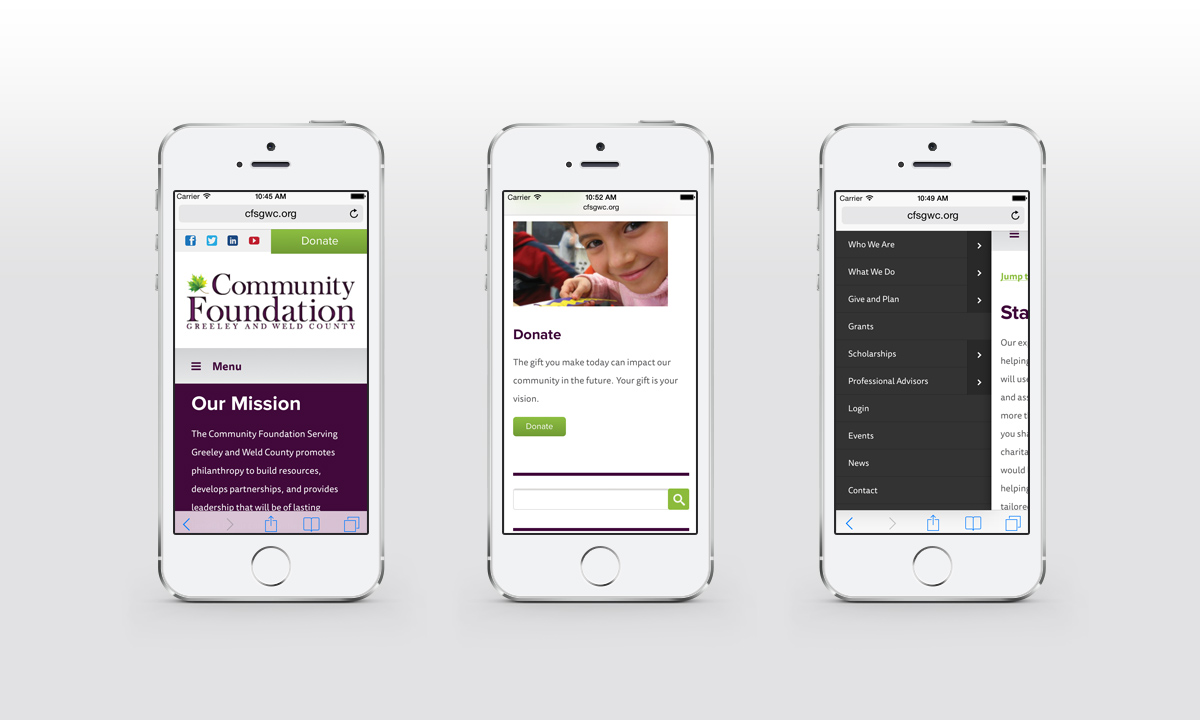 Carrier 10:45 AM
cfsgwc.org
Donate
Community
Foundation
GREELEY AND WELD COUNTY
Menu
Our Mission
The Community Foundation Serving
Greeley and Weld County promotes
philanthropy to build resources,
develops partnerships, and provides
leadership that will be of lasting
Carrier 10:52 AM
cfsgwc.org
Donate
The gift you make today can impact our
community in the future. Your gift is your
vision.
Donate
Carrier 10:49 AM
cfsgwc.org
Who We Are
What We Do
Give and Plan
Grants
Scholarships
Professional Advisors
Login
Events
News
Contact
Jump t
Sta
Our ex
helping
will use
and ass
more t
you sha
charita
would
helping
tailore